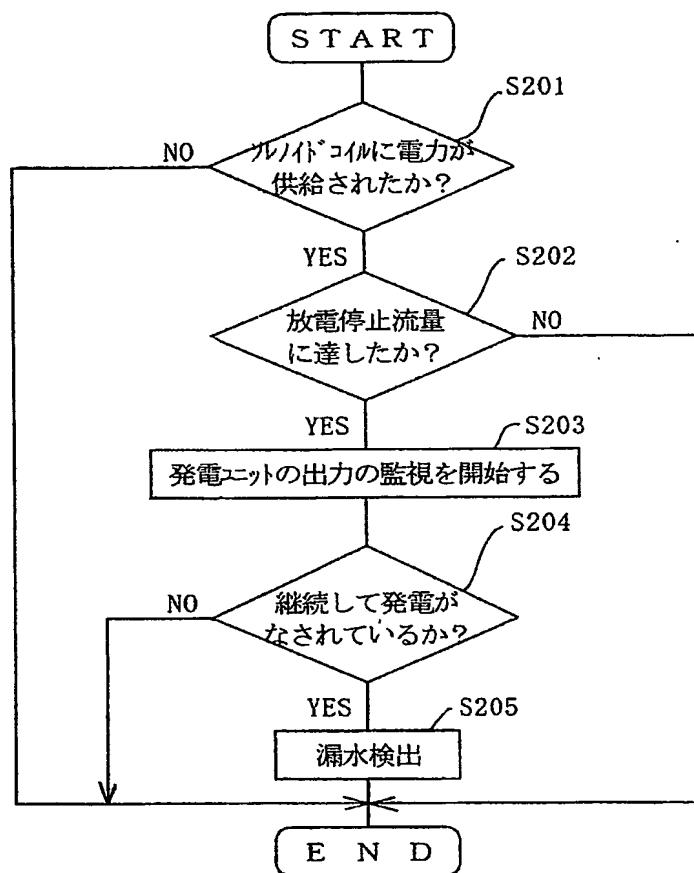 START
S201
NO
ソレノイドコイルに電力が
供給されたか?
YES
S202
放電停止流量
に達したか?
NO
YES
S203
発電ユニットの出力の監視を開始する
S204
NO
継続して発電が
なされているか?
YES
S205
漏水検出
END